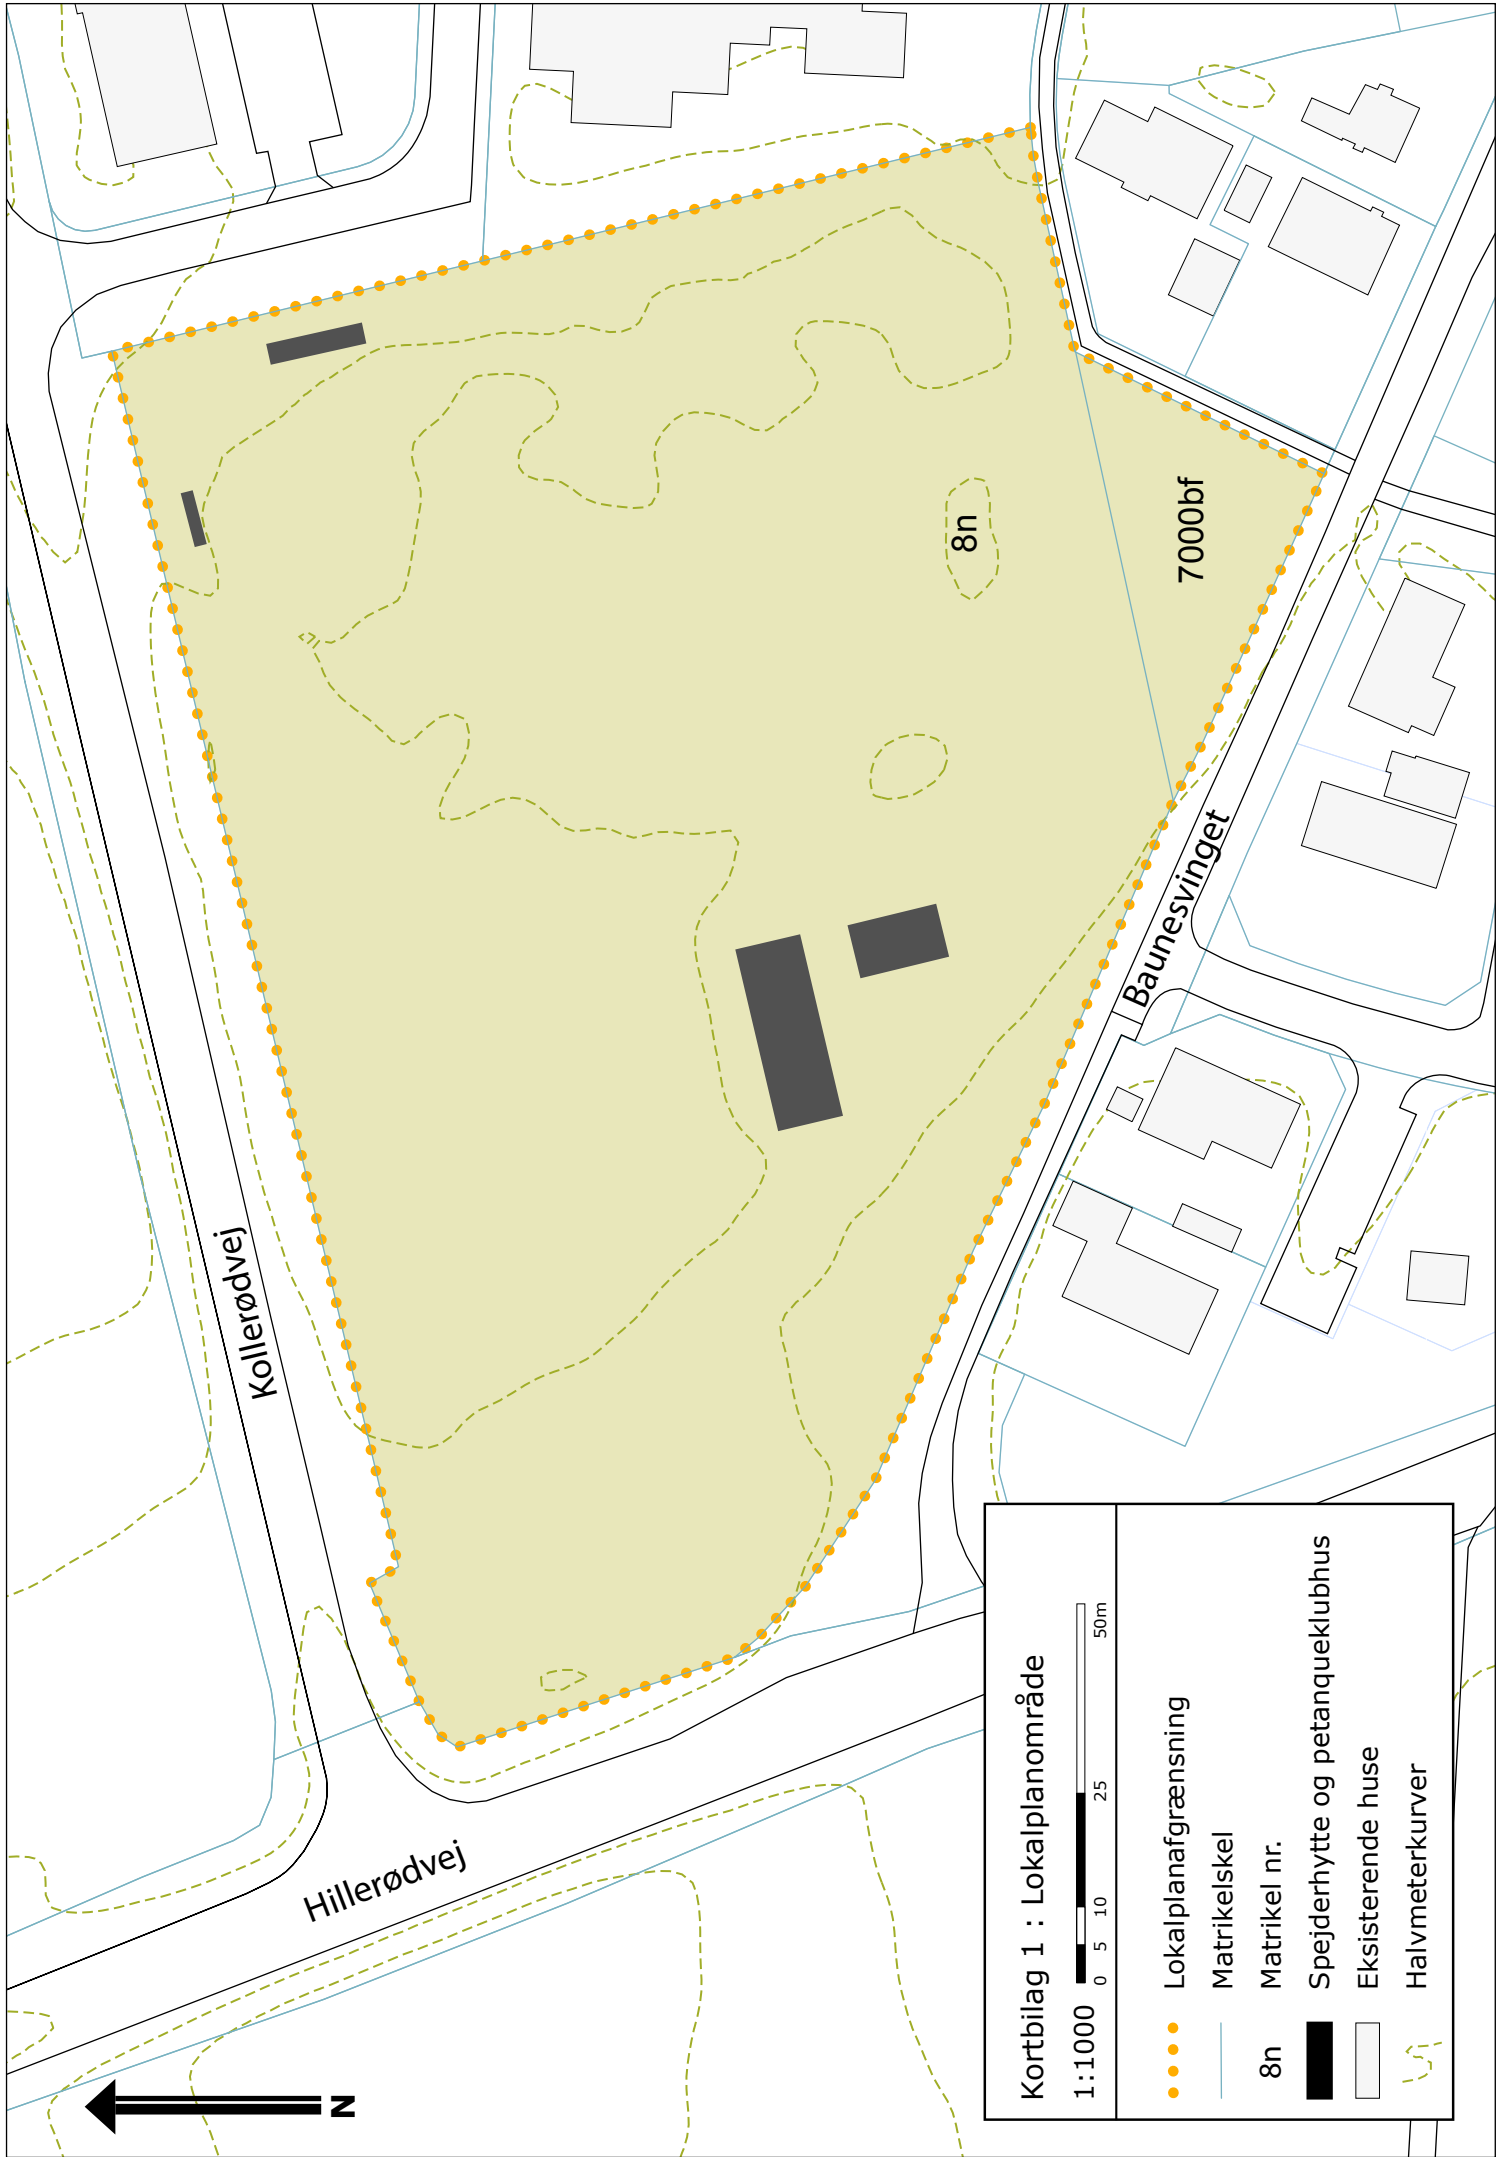 Kollerødvej
Hillerødvej
Baunesvinget
8n
7000bf
N
Kortbilag 1 : Lokalplanområde
1:1000
0 5 10 25 50m
Lokalplanafgrænsning
Matrikelskel
8n Matrikel nr.
Spejderhytte og petanqueklubhus
Eksisterende huse
Halvmeterkurver